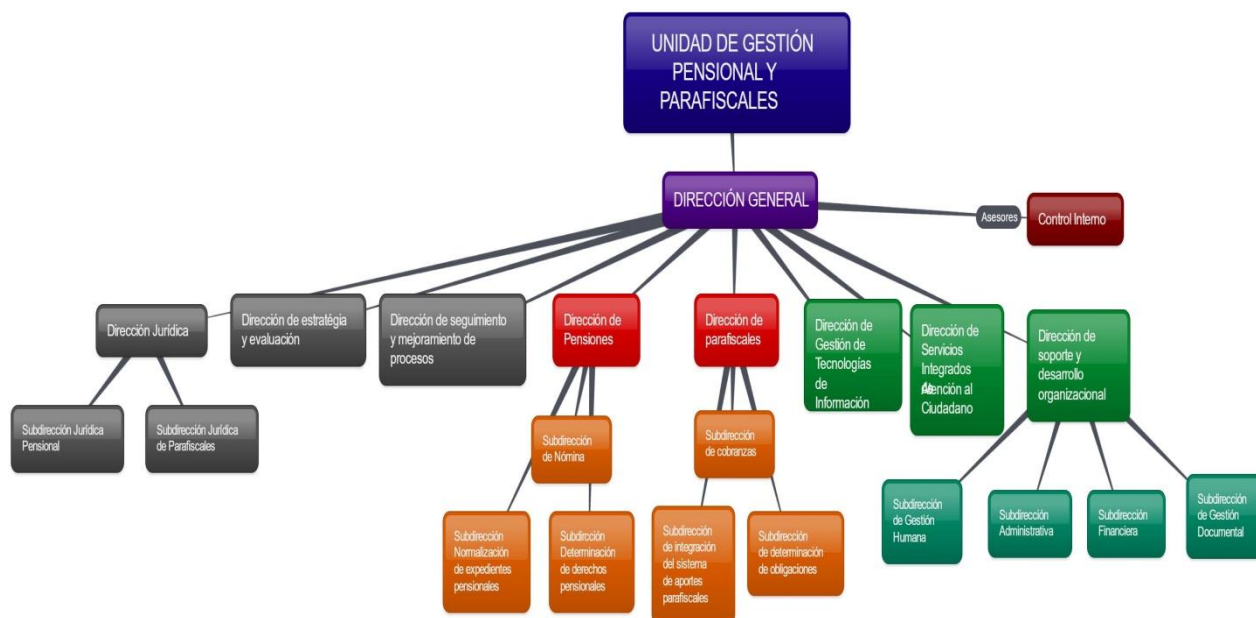 UNIDAD DE GESTIÓN
PENSIONAL Y
PARAFISCALES
DIRECCIÓN GENERAL
Asesores
Control Interno
Dirección Jurídica
Dirección de estratégia
y evaluación
Dirección de seguimiento
y mejoramiento de
procesos
Dirección de
Pensiones
Dirección de
parafiscales
Dirección de
Gestión de
Tecnologías
de
Información
Dirección de
Servicios
Integrados
de
Atención al
Ciudadano
Dirección de
soporte y
desarrollo
organizacional
Subdirección Jurídica
Pensional
Subdirección Jurídica
de Parafiscales
Subdirección
de Nómina
Subdirección
de cobranzas
Subdirección
Normalización
de expedientes
pensionales
Subdircción
Determinación
de derechos
pensionales
Subdirección
de integración
del sistema
de aportes
parafiscales
Subdirección
de determinación
de obligaciones
Subdirección
de Gestión
Humana
Subdirección
Administrativa
Subdirección
Financiera
Subdirección
de Gestión
Documental